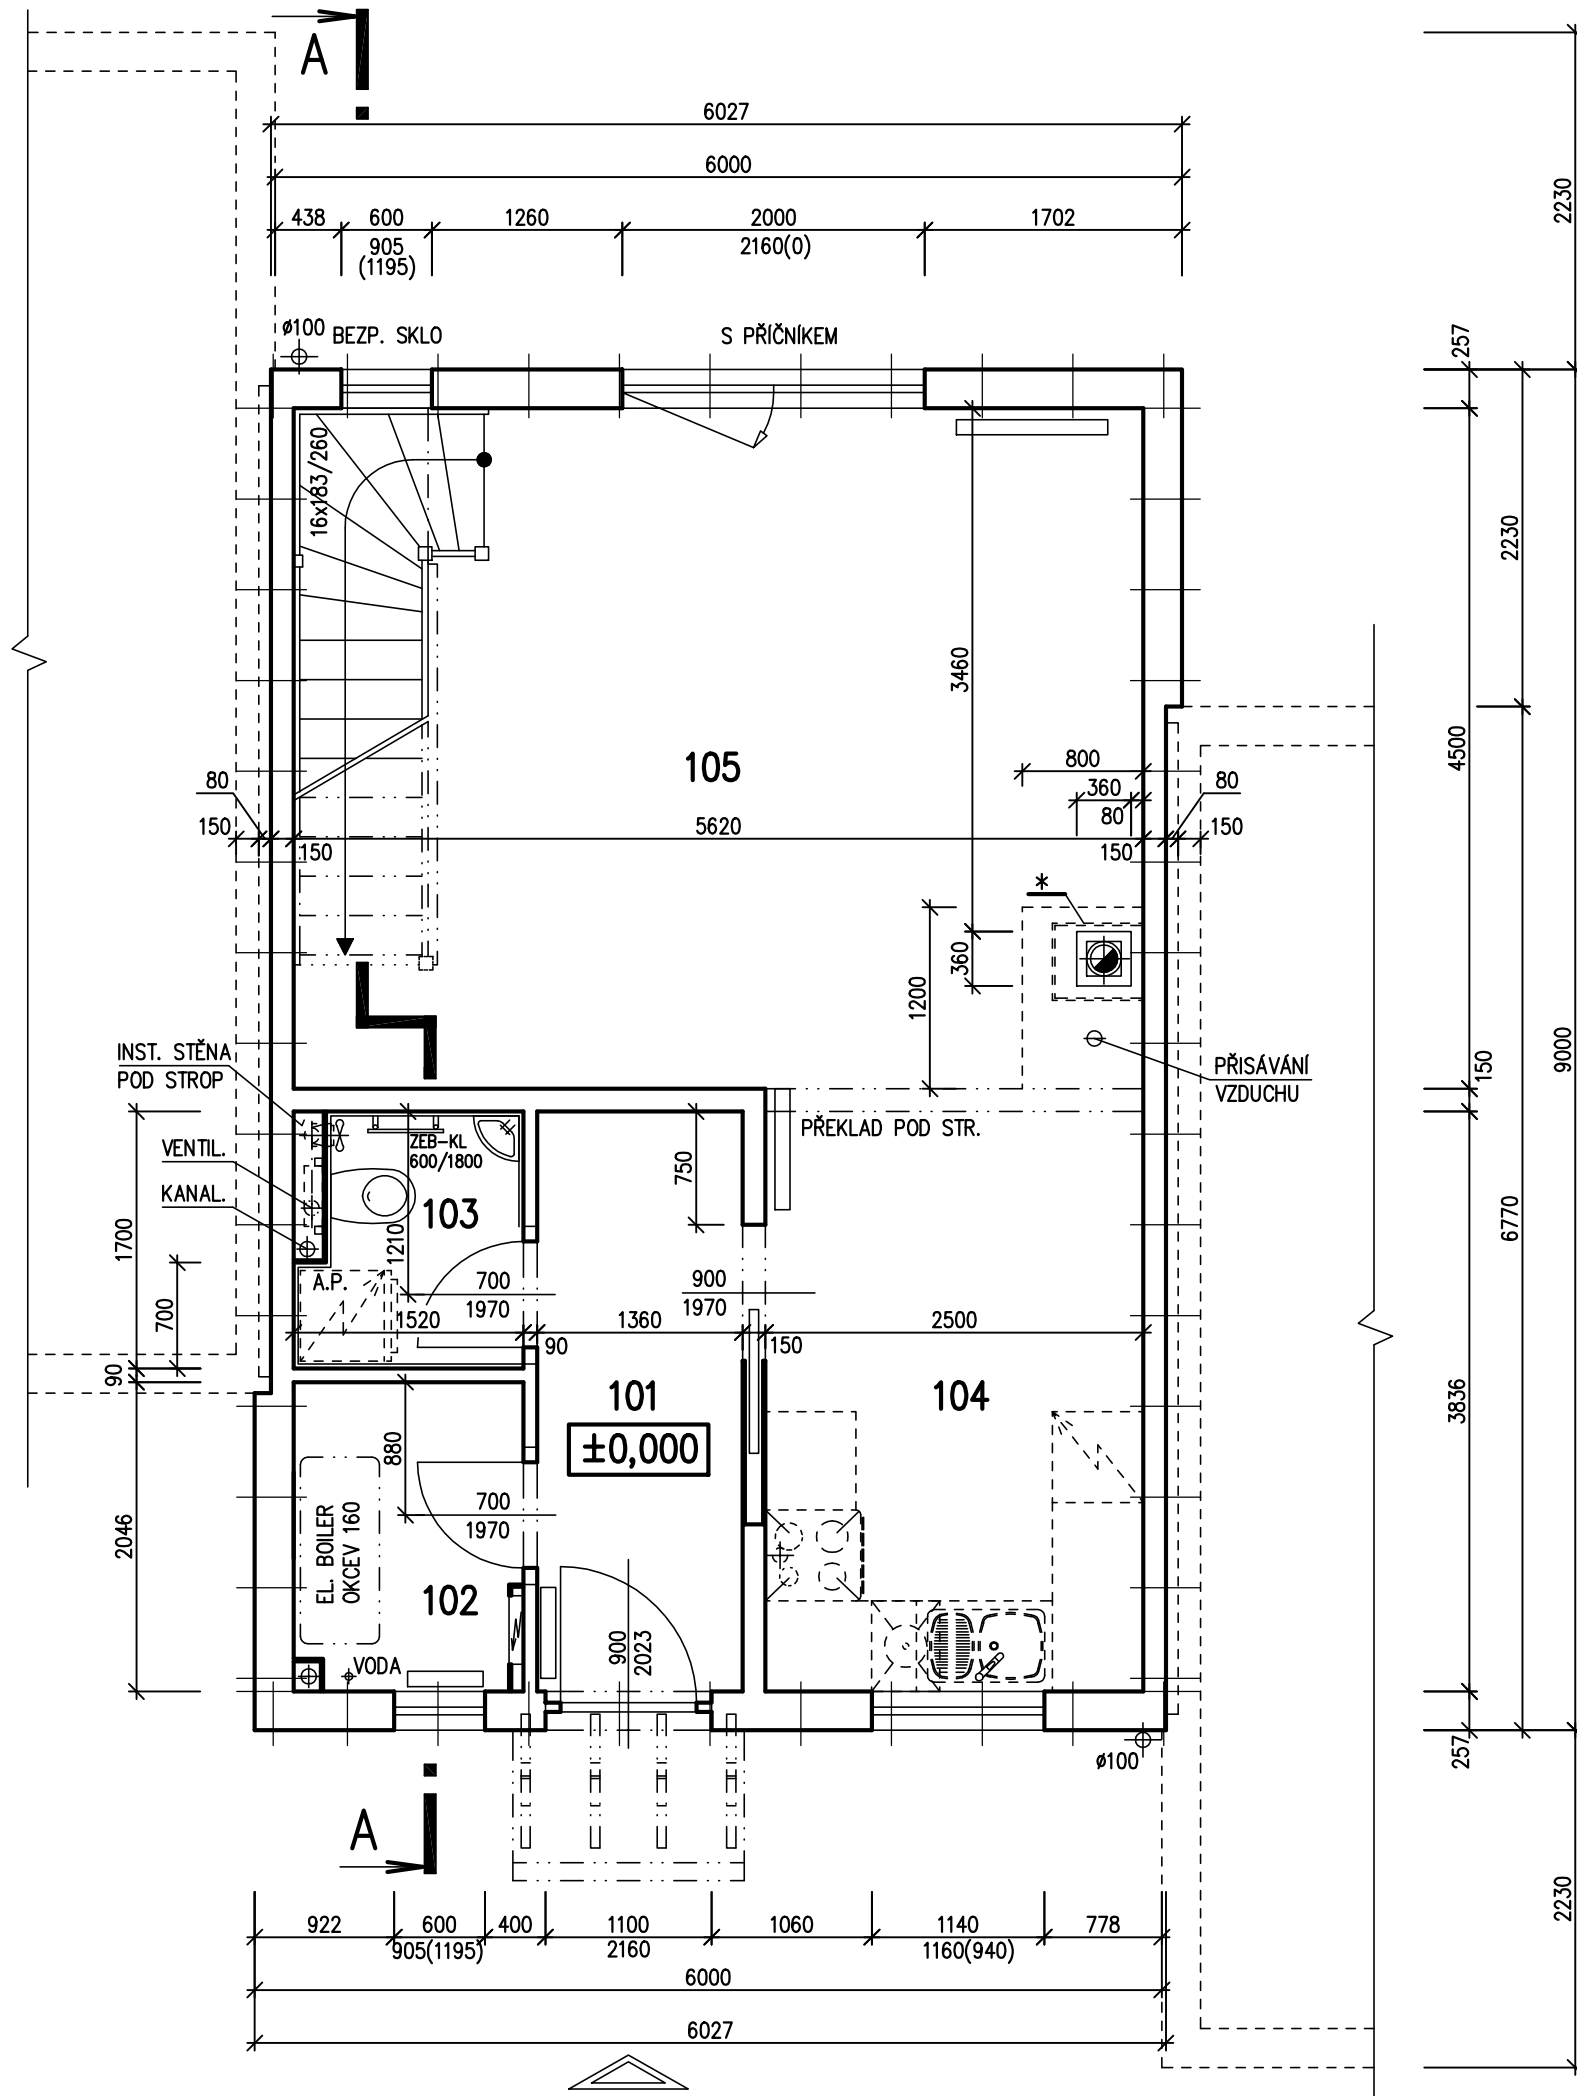 A
6027
6000
438 600 1260 2000 1702
905 2160(0)
(1195)
2230
ø100 BEZP. SKLO S PŘÍČNÍKEM
257
16x183/260
2230
3460
4500
105
800
80 360 80
80
150 5620 150
150 150
*
360
1200
9000
INST. STĚNA
POD STROP
PŘISÁVÁNÍ
VZDUCHU
150
PŘEKLAD POD STR.
ZEB-KL
600/1800
VENTIL.
750
KANAL.
103
1700
1210
6770
A.P.
700
1970
900
1970
700
1520 1360 2500
90 150
90
101 104
3836
±0,000
880
700
1970
2046
EL. BOILER
OKCEV 160
102
900
2023
VODA
257
ø100
A
2230
922 600 400 1100 1060 1140 778
905(1195) 2160 1160(940)
6000
6027